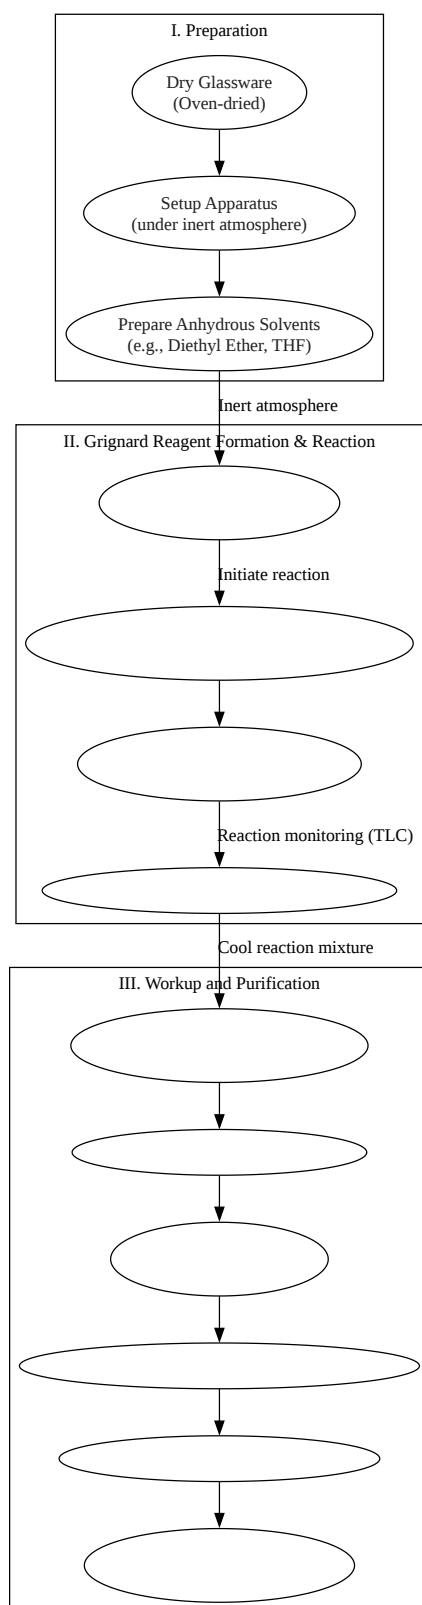 I. Preparation
Dry Glassware
(Oven-dried)
Setup Apparatus
(under inert atmosphere)
Prepare Anhydrous Solvents
(e.g., Diethyl Ether, THF)
Inert atmosphere
II. Grignard Reagent Formation & Reaction
Initiate reaction
Reaction monitoring (TLC)
Cool reaction mixture
III. Workup and Purification